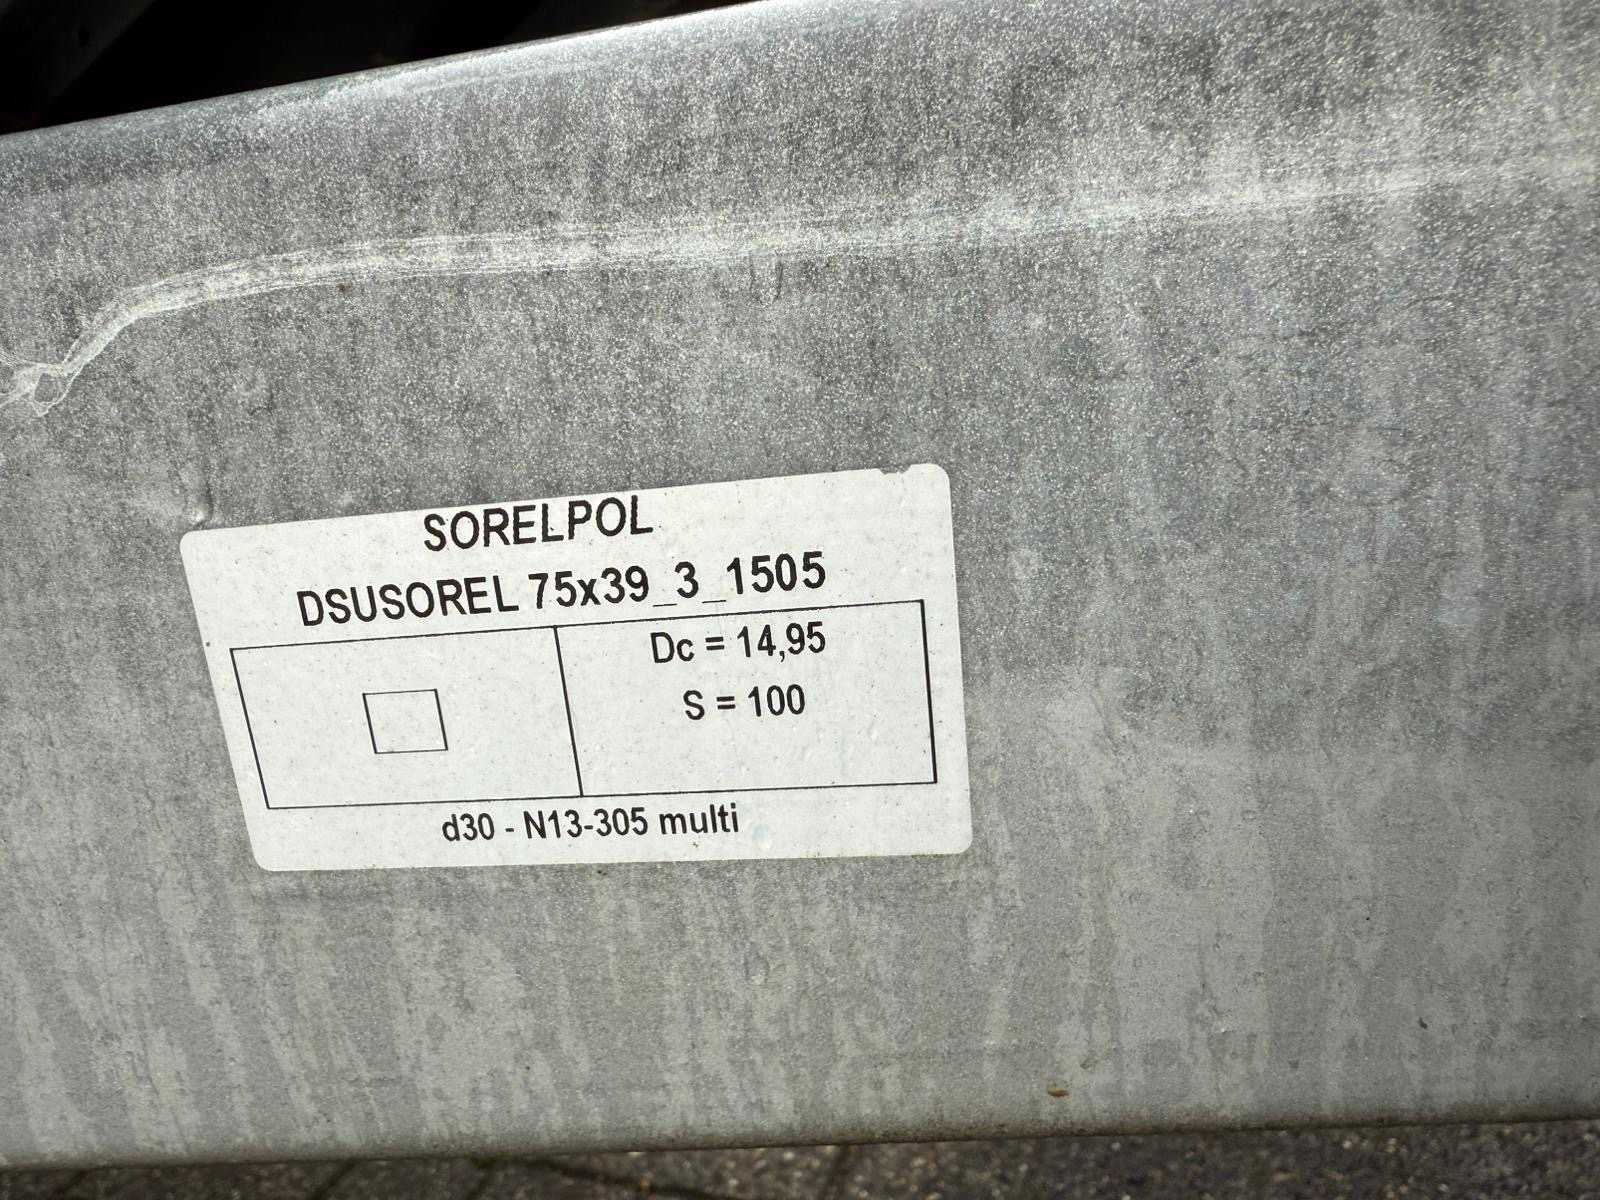 SORELPOL
DSUSOREL 75x39_3_1505
Dc = 14,95
S = 100
d30 - N13-305 multi